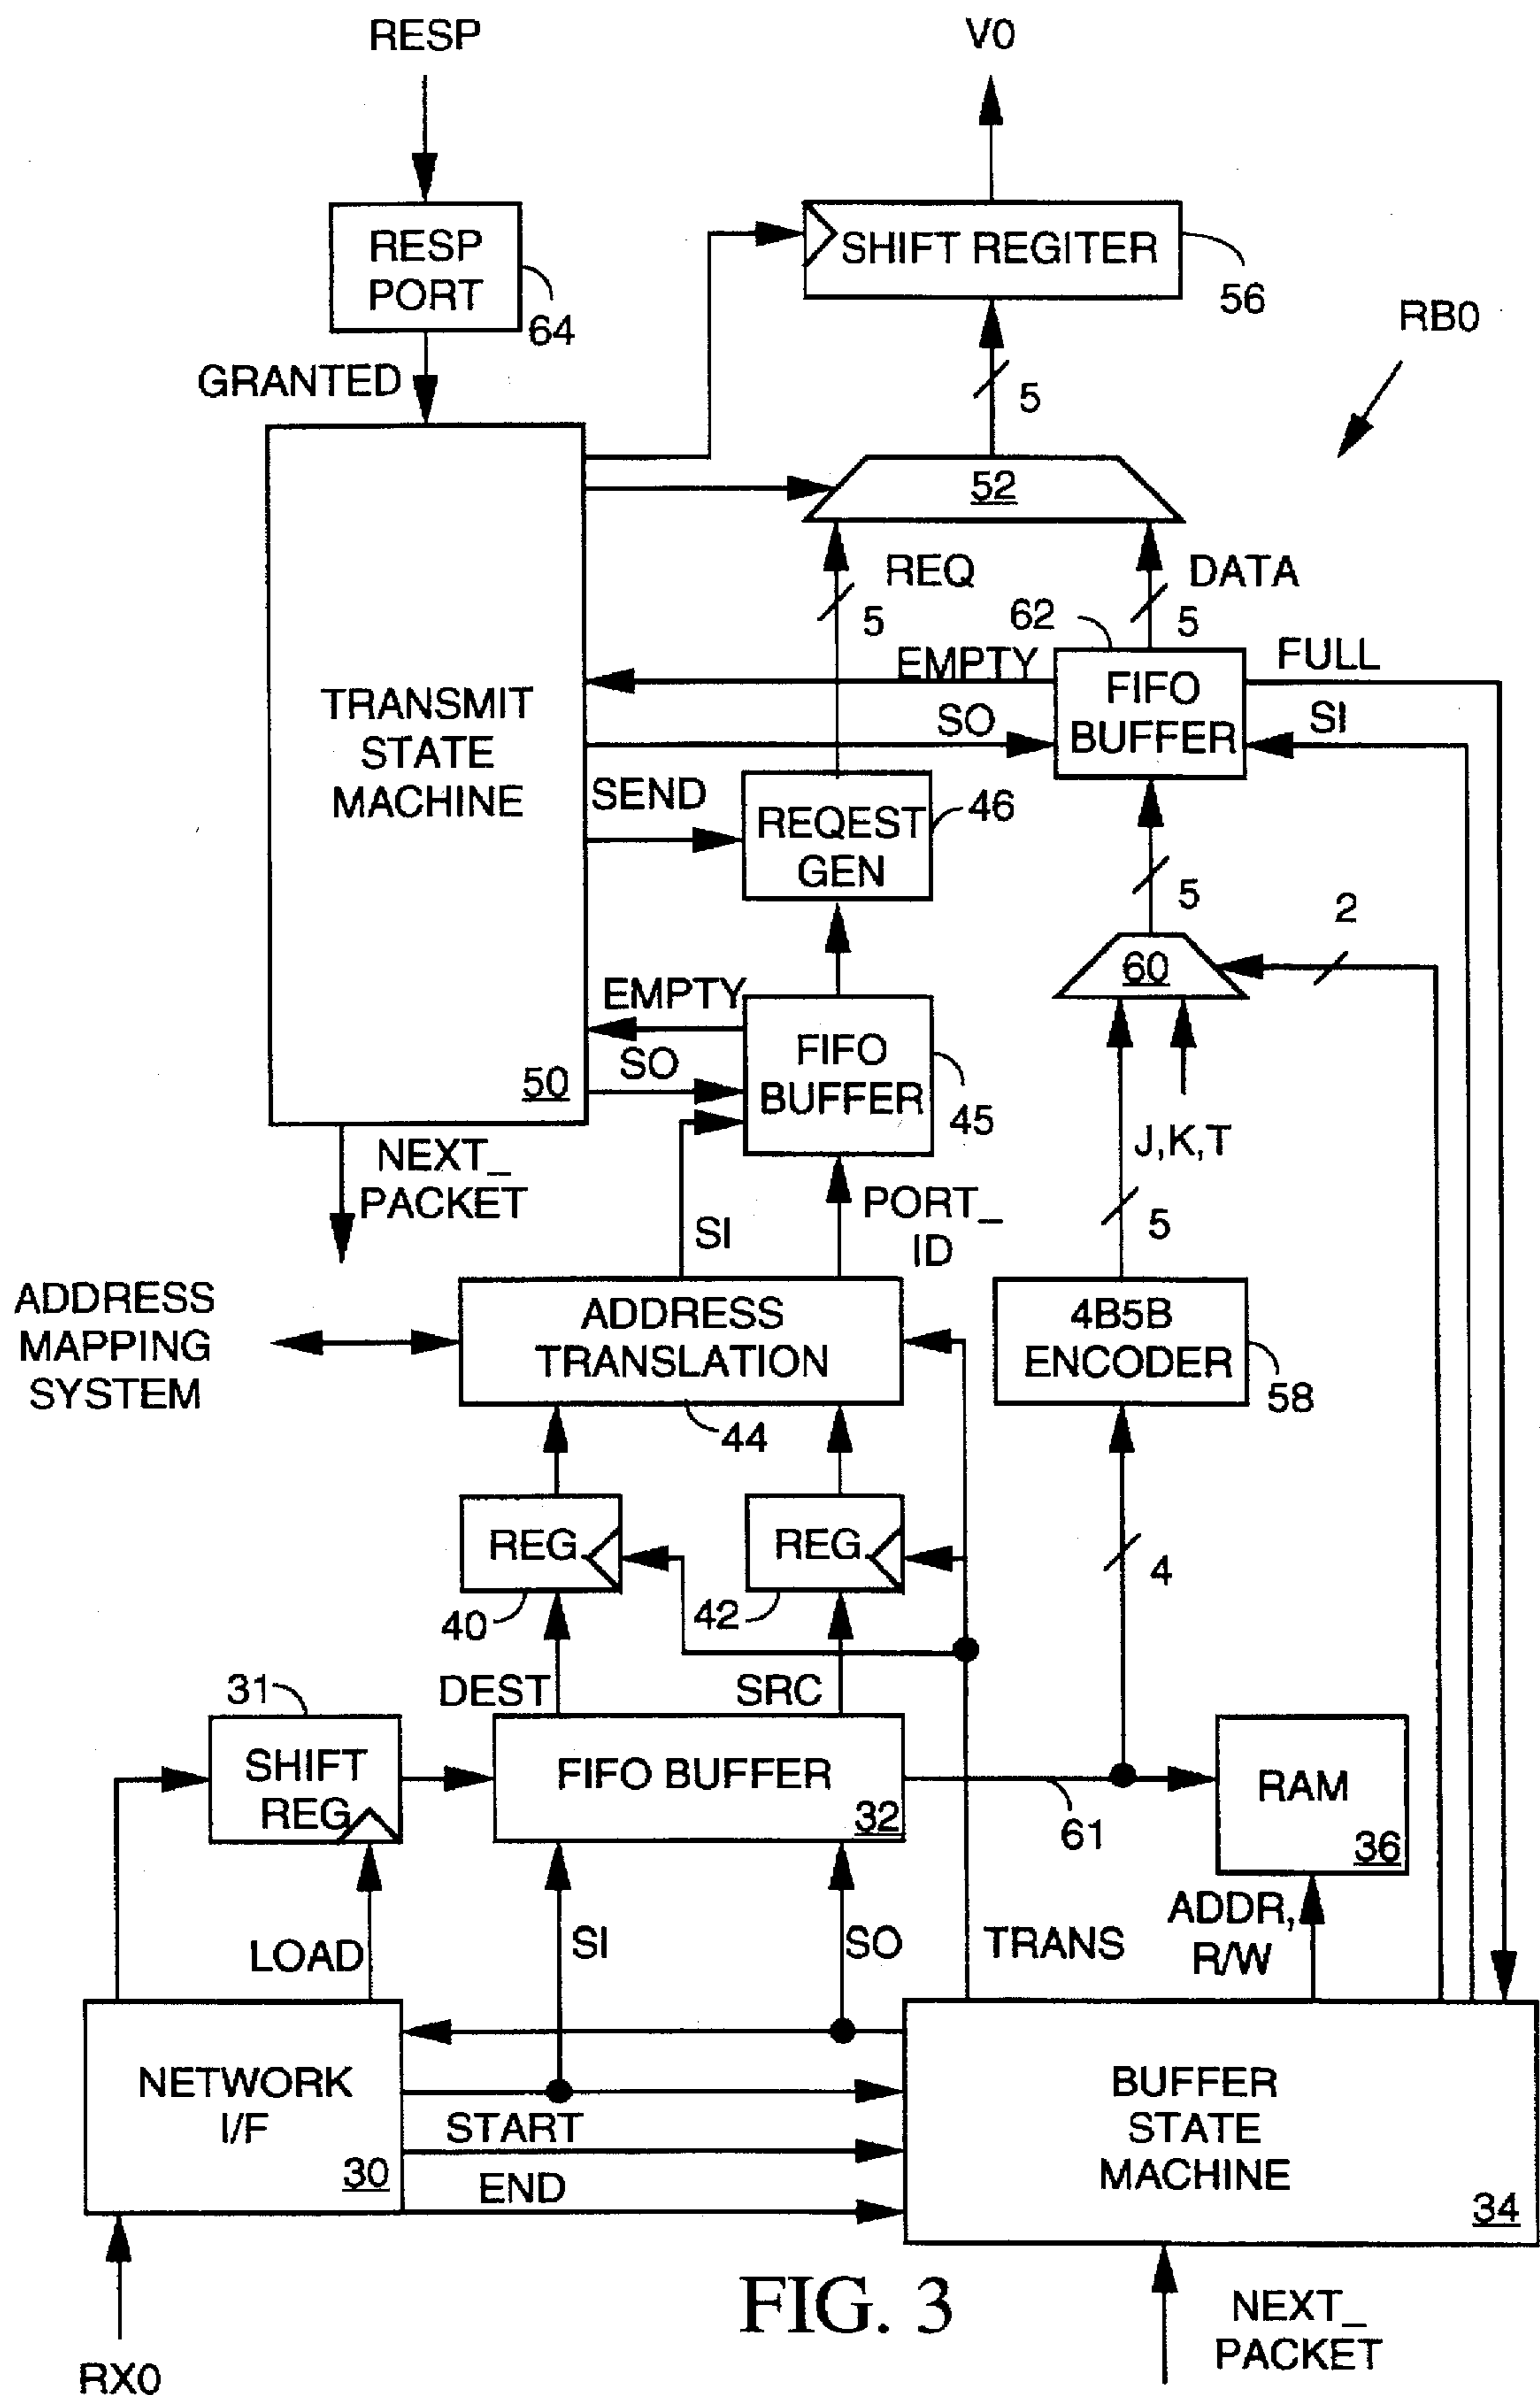 RESP
V0
RESP
PORT
64
SHIFT REGITER
56
RB0
GRANTED
5
52
REQ
DATA
5
5
62
EMPTY
FIFO
BUFFER
FULL
SO
SI
TRANSMIT
STATE
MACHINE
SEND
REQEST
GEN
46
5
2
60
EMPTY
SO
FIFO
BUFFER
45
50
J,K,T
NEXT_
PACKET
SI
PORT_
ID
5
ADDRESS
MAPPING
SYSTEM
ADDRESS
TRANSLATION
44
4B5B
ENCODER
58
REG
REG
40
42
4
31
DEST
SRC
SHIFT
REG
FIFO BUFFER
32
61
RAM
36
LOAD
SI
SO
TRANS
ADDR,
R/W
NETWORK
I/F
30
START
END
BUFFER
STATE
MACHINE
34
FIG. 3
RX0
NEXT_
PACKET